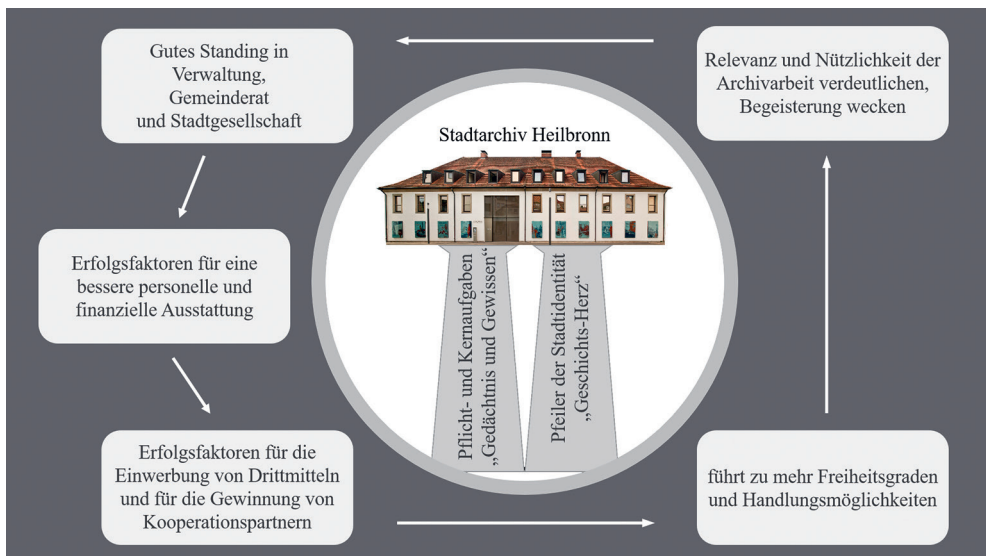 Gutes Standing in
Verwaltung,
Gemeinderat
und Stadtgesellschaft
Relevanz und Nützlichkeit der
Archivarbeit verdeutlichen,
Begeisterung wecken
Stadtarchiv Heilbronn
Erfolgsfaktoren für eine
bessere personelle und
finanzielle Ausstattung
Pflicht- und Kernaufgaben
„Gedächtnis und Gewissen“
Pfeiler der Stadtidentität
„Geschichts-Herz“
Erfolgsfaktoren für die
Einwerbung von Drittmitteln
und für die Gewinnung von
Kooperationspartnern
führt zu mehr Freiheitsgraden
und Handlungsmöglichkeiten